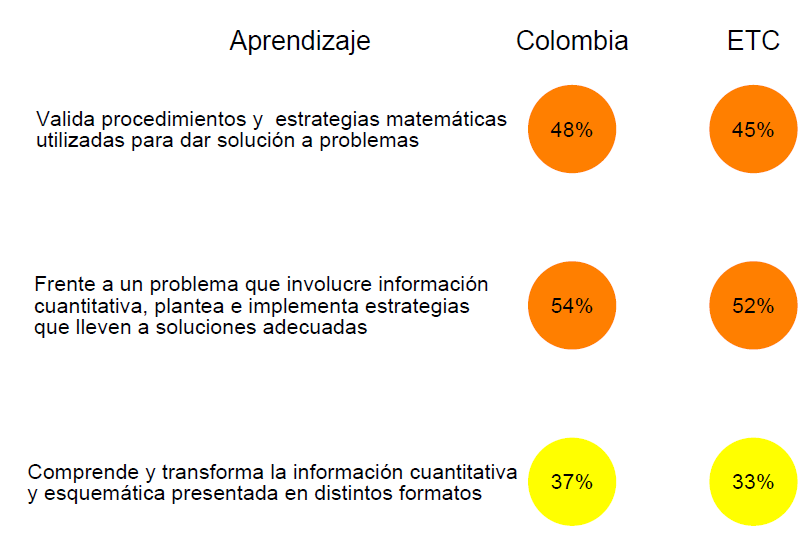 Aprendizaje Colombia ETC
Valida procedimientos y estrategias matemáticas
utilizadas para dar solución a problemas
48% 45%
Frente a un problema que involucre información
cuantitativa, plantea e implementa estrategias
que lleven a soluciones adecuadas
54% 52%
Comprende y transforma la información cuantitativa
y esquemática presentada en distintos formatos
37% 33%